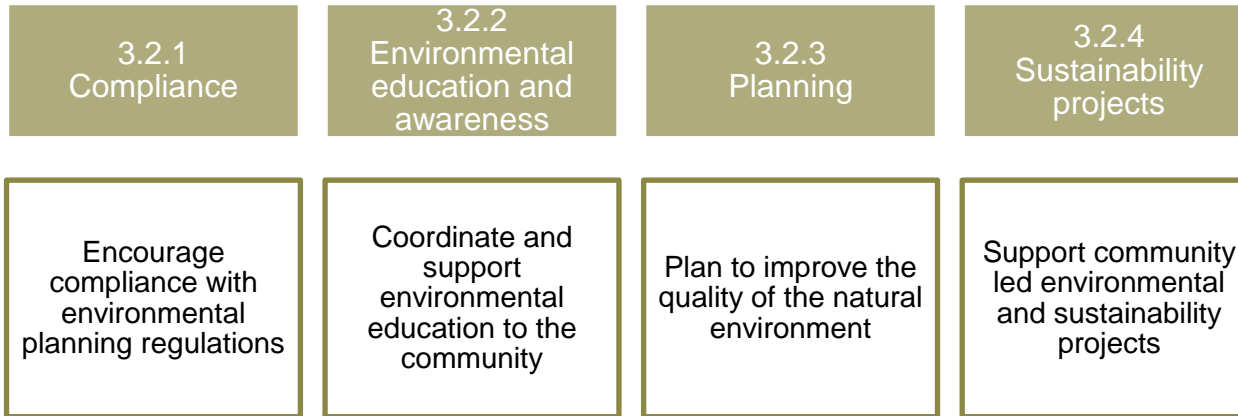 3.2.1
Compliance
3.2.2
Environmental
education and
awareness
3.2.3
Planning
3.2.4
Sustainability
projects
Encourage
compliance with
environmental
planning regulations
Coordinate and
support
environmental
education to the
community
Plan to improve the
quality of the natural
environment
Support community
led environmental
and sustainability
projects